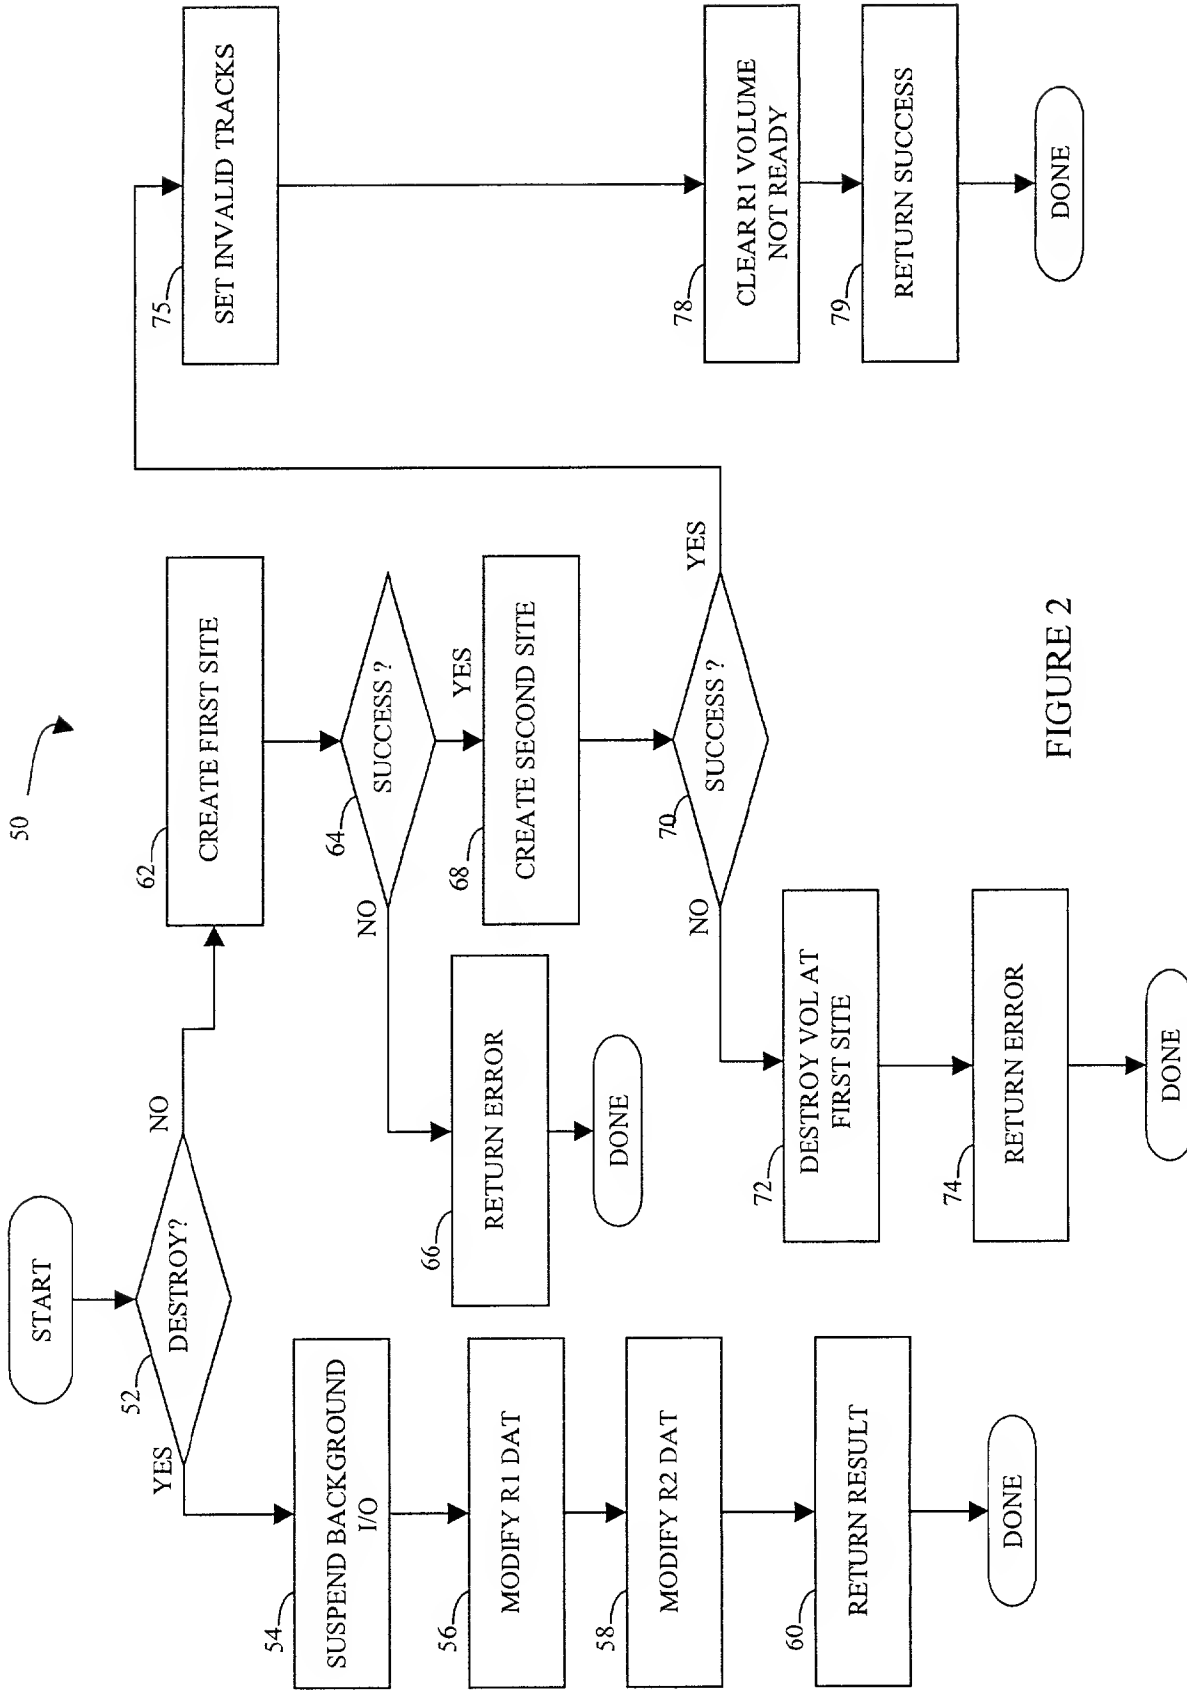 50
START
52
DESTROY?
YES
NO
54
SUSPEND BACKGROUND
I/O
56
MODIFY R1 DAT
58
MODIFY R2 DAT
60
RETURN RESULT
DONE
62
CREATE FIRST SITE
64
SUCCESS ?
NO
YES
66
RETURN ERROR
DONE
68
CREATE SECOND SITE
70
SUCCESS ?
NO
YES
72
DESTROY VOL AT
FIRST SITE
74
RETURN ERROR
DONE
75
SET INVALID TRACKS
78
CLEAR R1 VOLUME
NOT READY
79
RETURN SUCCESS
DONE
FIGURE 2